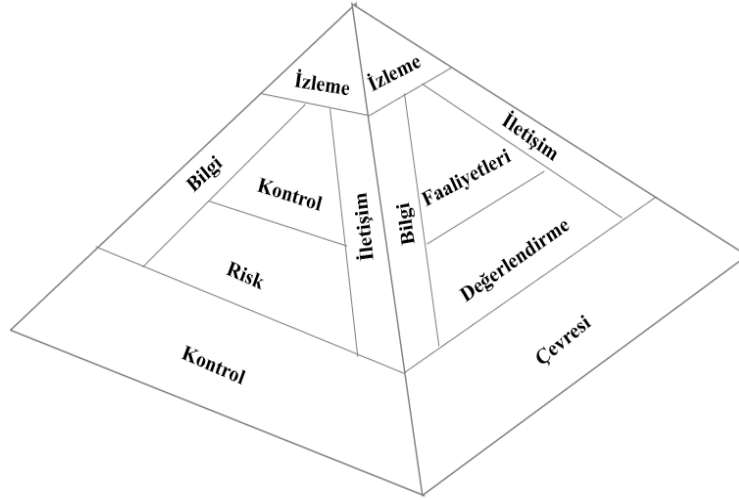 İzleme
İzleme
Bilgi
İletişim
Kontrol
Faaliyetleri
İletişim
Bilgi
Risk
Değerlendirme
Kontrol
Çevresi